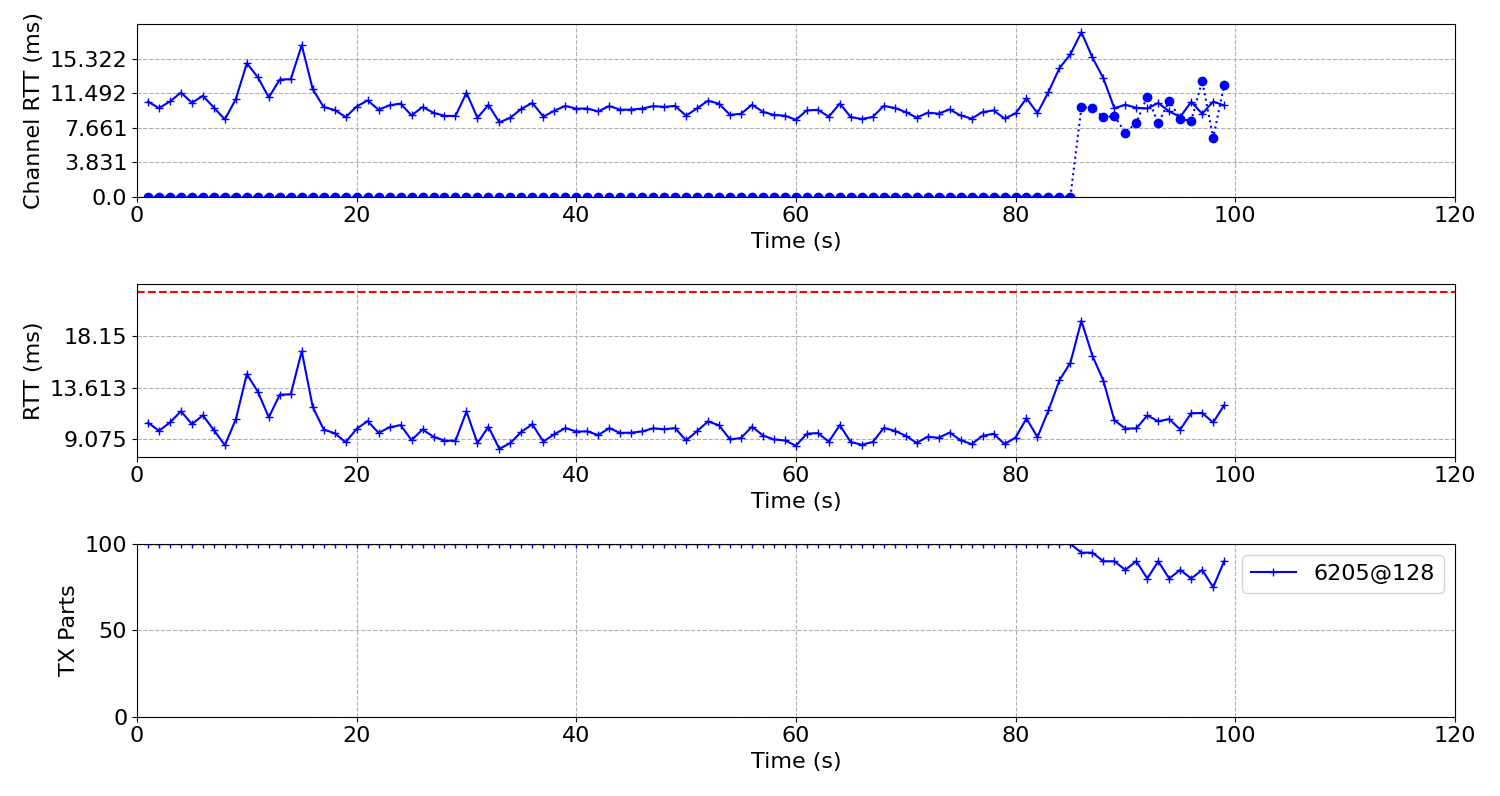 Channel RTT (ms)
15.322
11.492
7.661
3.831
0.0
0 20 40 60 80 100 120
Time (s)
RTT (ms)
18.15
13.613
9.075
0 20 40 60 80 100 120
Time (s)
TX Parts
100
50
0
6205@128
0 20 40 60 80 100 120
Time (s)